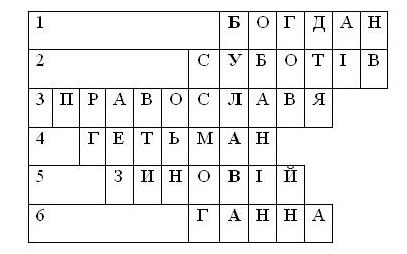 1 БОГДАН
2 СУБОТІВ
3 ПРАВОСЛАВЯ
4 ГЕТЬМАН
5 ЗИНОВІЙ
6 ГАННА